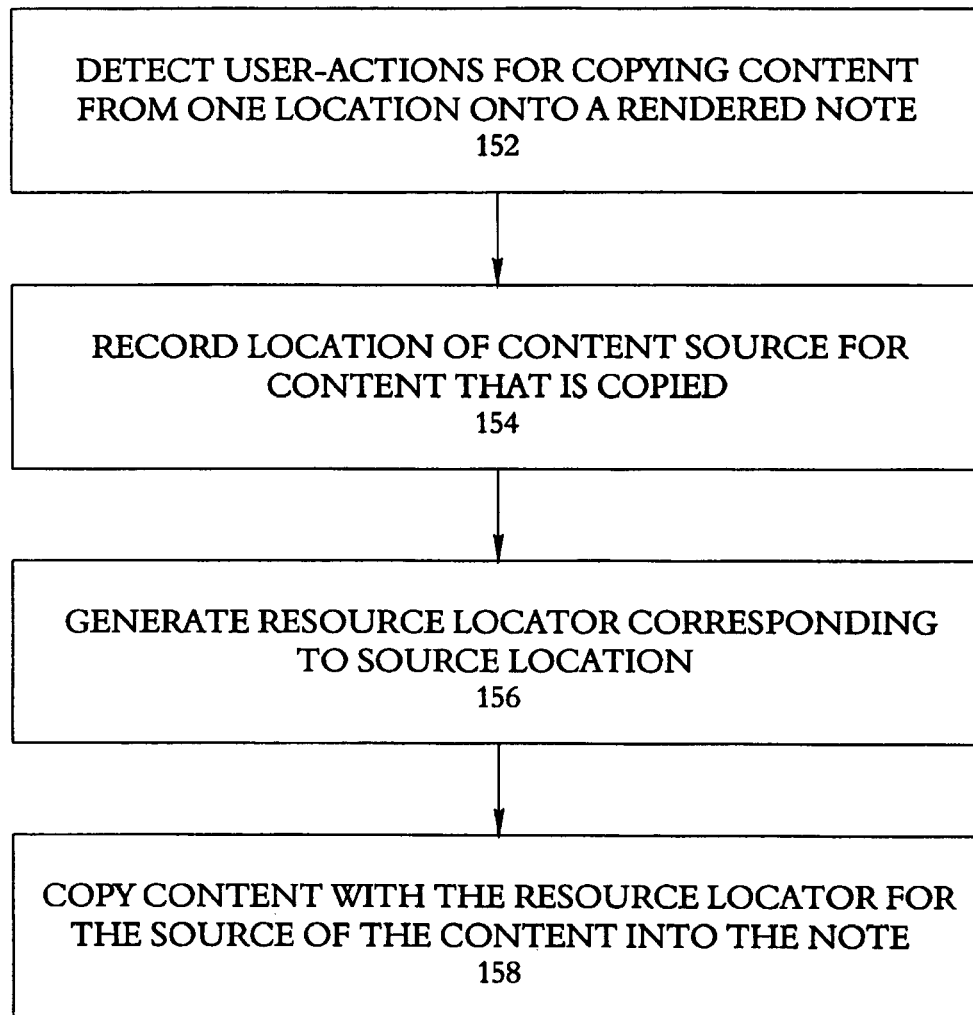 DETECT USER-ACTIONS FOR COPYING CONTENT
FROM ONE LOCATION ONTO A RENDERED NOTE
152
RECORD LOCATION OF CONTENT SOURCE FOR
CONTENT THAT IS COPIED
154
GENERATE RESOURCE LOCATOR CORRESPONDING
TO SOURCE LOCATION
156
COPY CONTENT WITH THE RESOURCE LOCATOR FOR
THE SOURCE OF THE CONTENT INTO THE NOTE
158